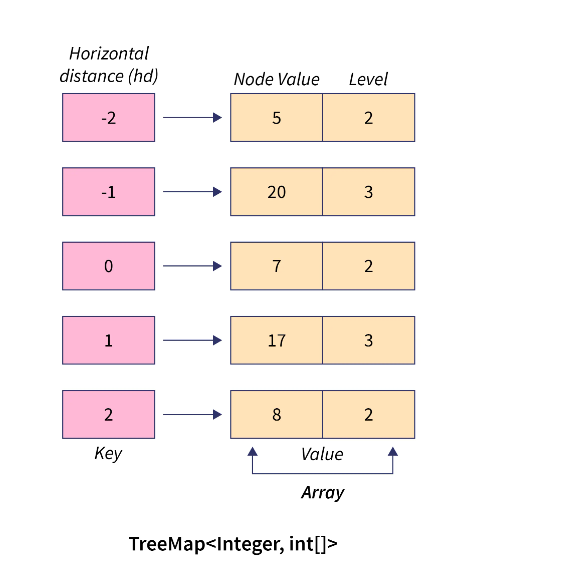 Horizontal
distance (hd)
Node Value Level
-2 5 2
-1 20 3
0 7 2
1 17 3
2 8 2
Key Value
Array
TreeMap<Integer, int[]>